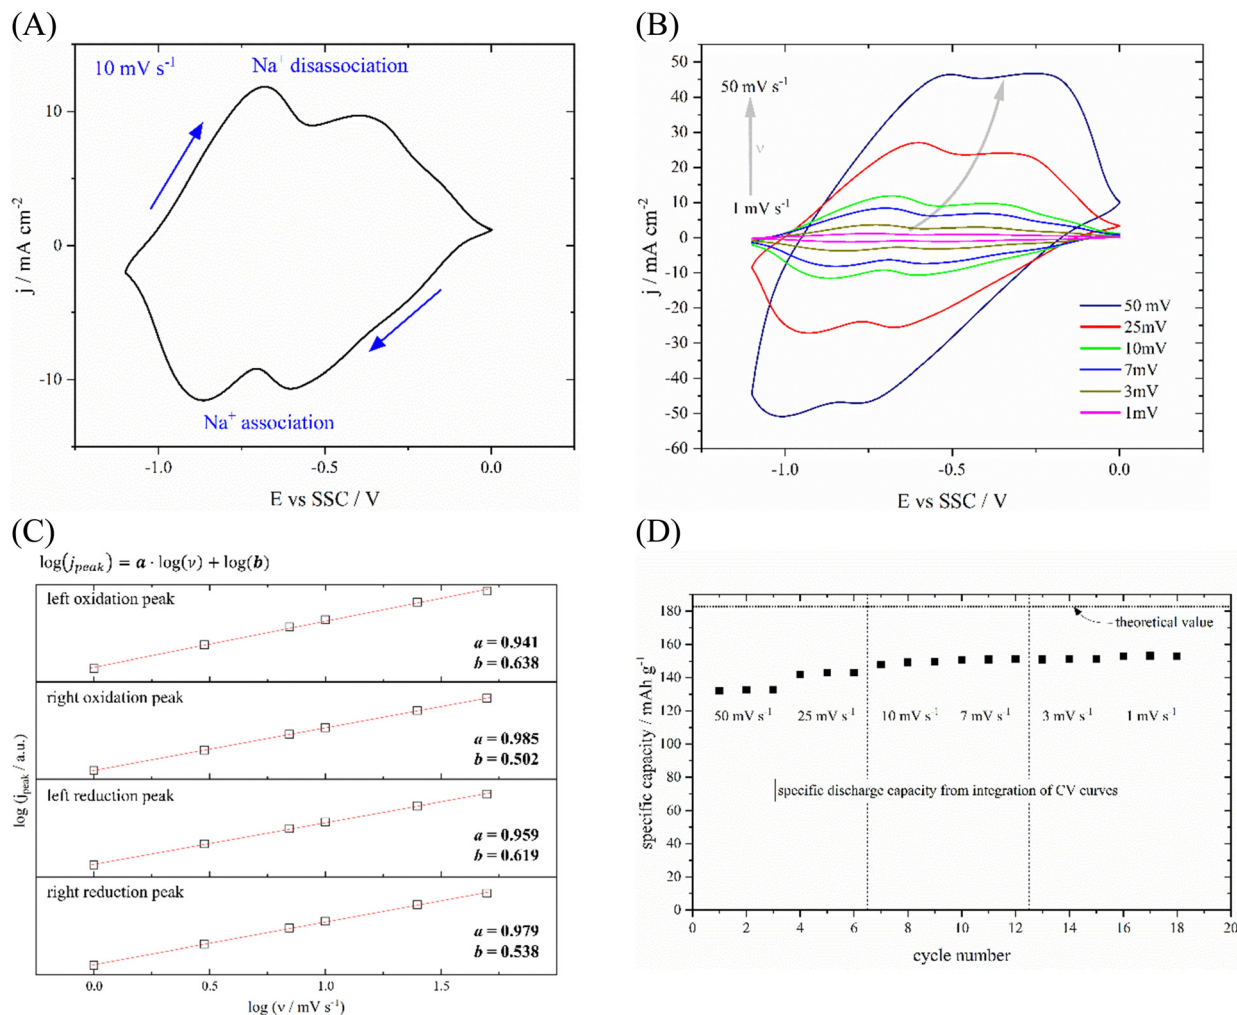 (A)
10 mV s⁻¹
Na⁺ disassociation
10
0
-10
j / mA cm⁻²
Na⁺ association
-1.0 -0.5 0.0
E vs SSC / V
(B)
50
40
30
20
10
0
-10
-20
-30
-40
-50
-60
j / mA cm⁻²
50 mV s⁻¹
ν
1 mV s⁻¹
50 mV
25mV
10mV
7mV
3mV
1mV
-1.0 -0.5 0.0
E vs SSC / V
(C)
log(j_peak) = a · log(ν) + log(b)
left oxidation peak
a = 0.941
b = 0.638
right oxidation peak
a = 0.985
b = 0.502
left reduction peak
a = 0.959
b = 0.619
right reduction peak
a = 0.979
b = 0.538
log (j_peak / a.u.)
0.0 0.5 1.0 1.5
log (ν / mV s⁻¹)
(D)
180
160
140
120
100
80
60
40
20
0
specific capacity / mAh g⁻¹
theoretical value
50 mV s⁻¹ 25 mV s⁻¹ 10 mV s⁻¹ 7 mV s⁻¹ 3 mV s⁻¹ 1 mV s⁻¹
specific discharge capacity from integration of CV curves
0 2 4 6 8 10 12 14 16 18 20
cycle number